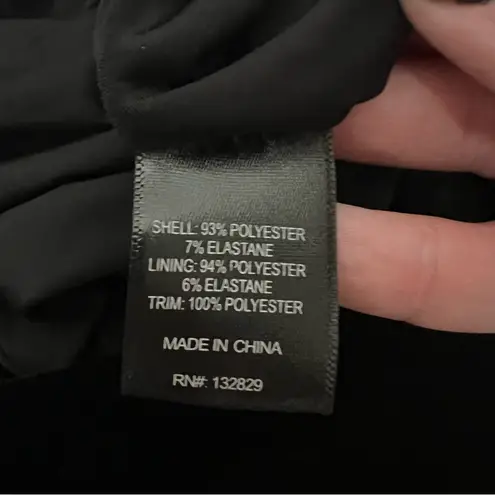 SHELL: 93% POLYESTER
7% ELASTANE
LINING: 94% POLYESTER
6% ELASTANE
TRIM: 100% POLYESTER
MADE IN CHINA
RN#: 132829